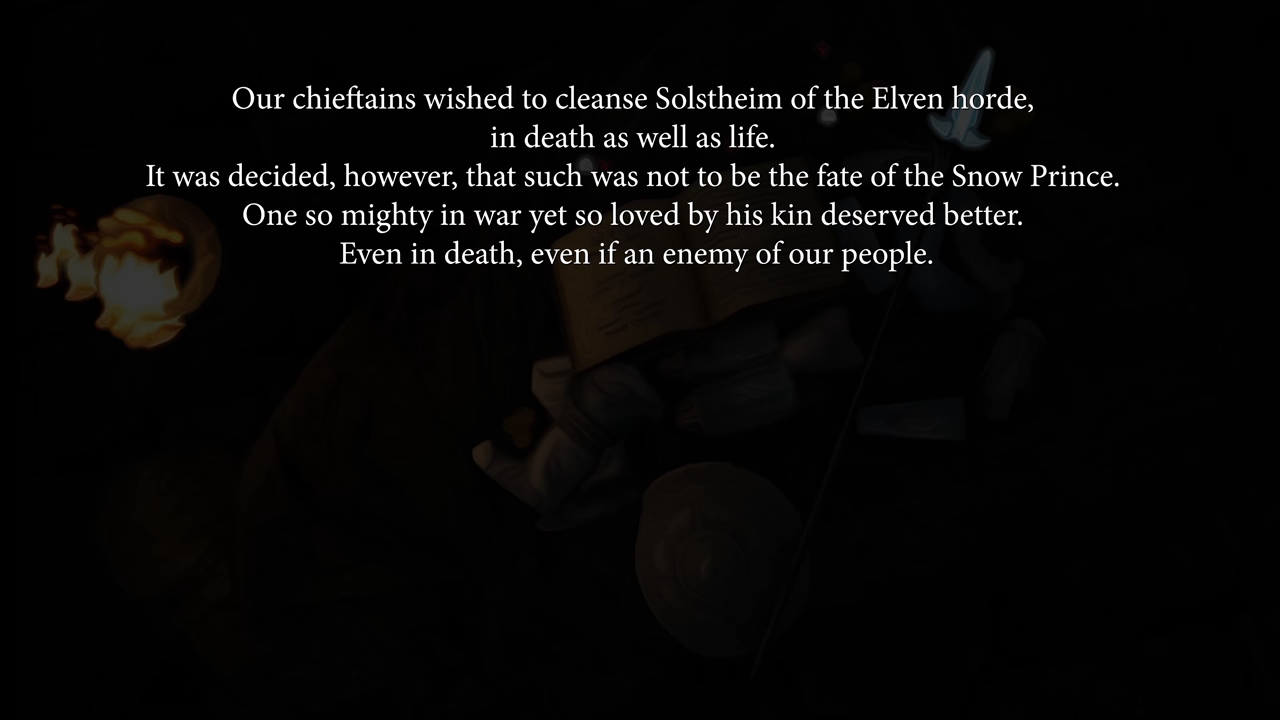 Our chieftains wished to cleanse Solstheim of the Elven horde,
in death as well as life.
It was decided, however, that such was not to be the fate of the Snow Prince.
One so mighty in war yet so loved by his kin deserved better.
Even in death, even if an enemy of our people.